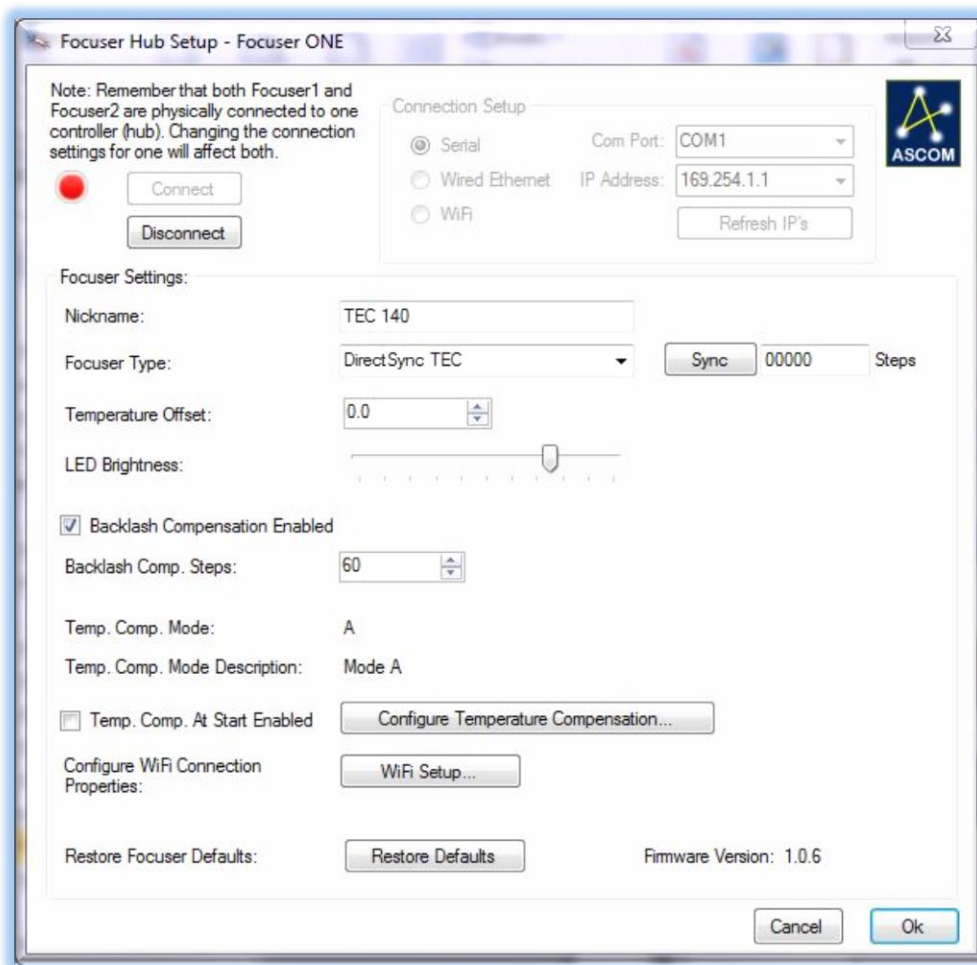 Focuser Hub Setup - Focuser ONE
Note: Remember that both Focuser1 and
Focuser2 are physically connected to one
controller (hub). Changing the connection
settings for one will affect both.
Connect
Disconnect
Connection Setup
Serial
Com Port: COM1
Wired Ethernet
IP Address: 169.254.1.1
WiFi
Refresh IP's
ASCOM
Focuser Settings:
Nickname: TEC 140
Focuser Type: DirectSync TEC Sync 00000 Steps
Temperature Offset: 0.0
LED Brightness:
Backlash Compensation Enabled
Backlash Comp. Steps: 60
Temp. Comp. Mode: A
Temp. Comp. Mode Description: Mode A
Temp. Comp. At Start Enabled Configure Temperature Compensation...
Configure WiFi Connection
Properties:
WiFi Setup...
Restore Focuser Defaults: Restore Defaults Firmware Version: 1.0.6
Cancel Ok